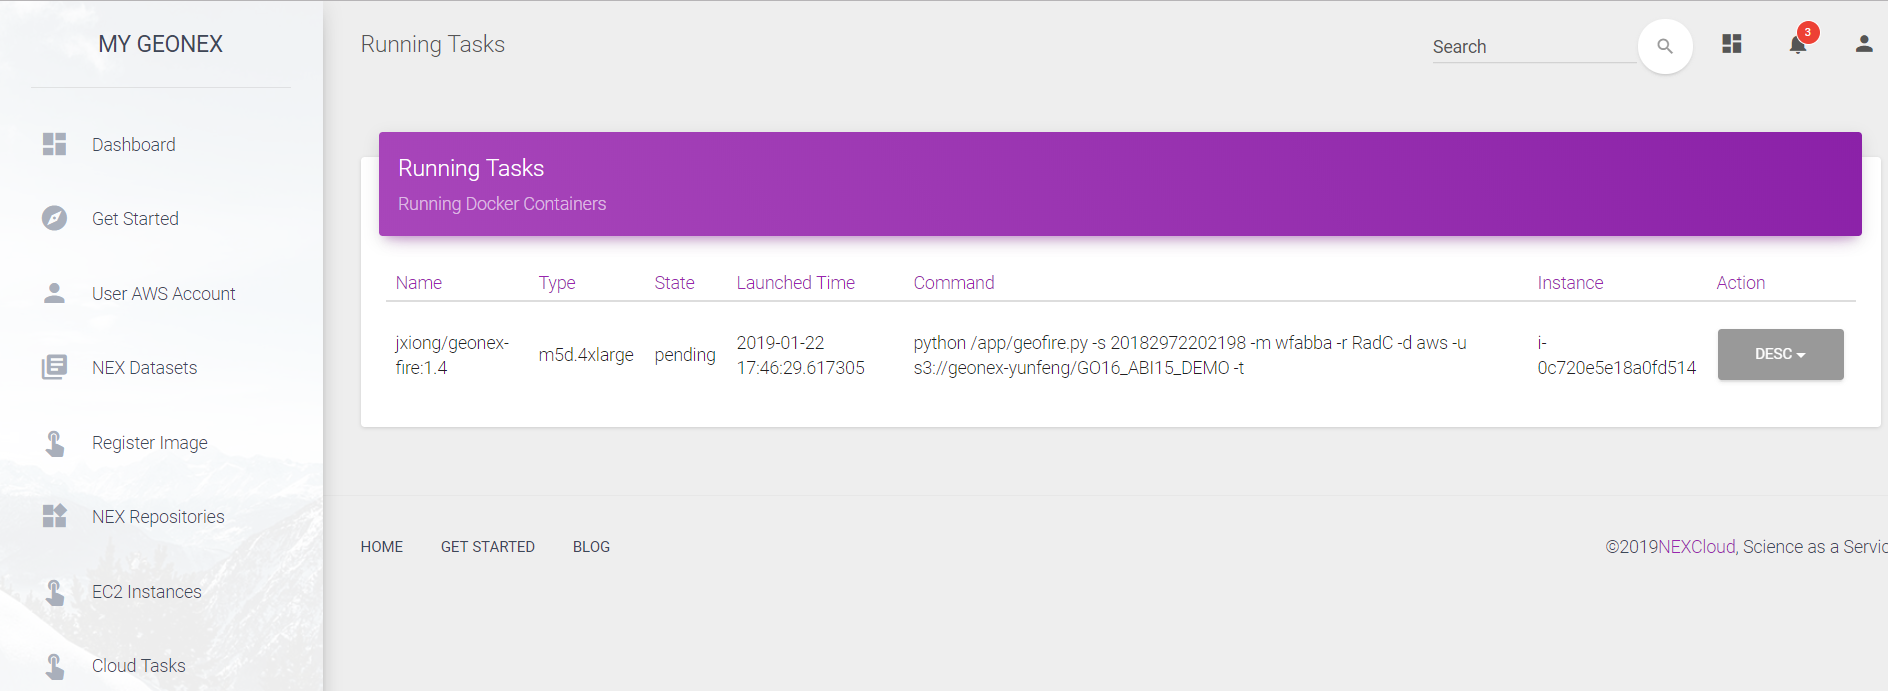 MY GEONEX
Dashboard
Get Started
User AWS Account
NEX Datasets
Register Image
NEX Repositories
EC2 Instances
Cloud Tasks
Running Tasks
Search
3
Running Tasks
Running Docker Containers
Name Type State Launched Time Command Instance Action
jxiong/geonex-
fire:1.4
m5d.4xlarge
pending
2019-01-22
17:46:29.617305
python /app/geofire.py -s 20182972202198 -m wfabba -r RadC -d aws -u
s3://geonex-yunfeng/GO16_ABI15_DEMO -t
i-
0c720e5e18a0fd514
DESC
HOME GET STARTED BLOG
©2019NEXCloud, Science as a Servic